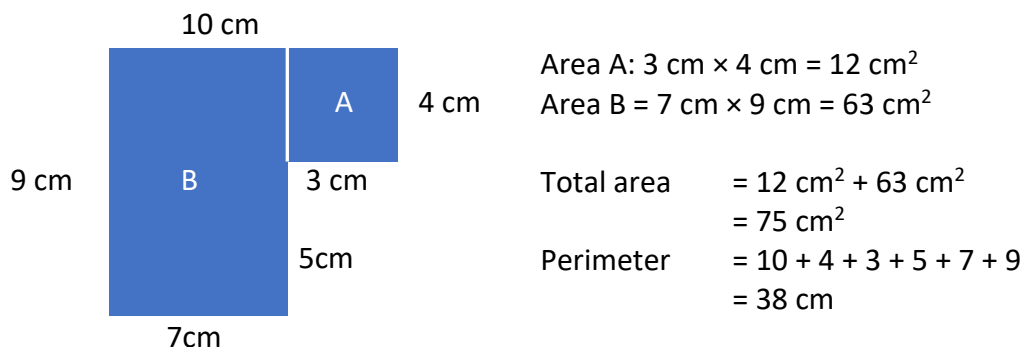 10 cm
A
4 cm
9 cm
B
3 cm
5cm
7cm
Area A: 3 cm × 4 cm = 12 cm²
Area B = 7 cm × 9 cm = 63 cm²
Total area = 12 cm² + 63 cm²
= 75 cm²
Perimeter = 10 + 4 + 3 + 5 + 7 + 9
= 38 cm